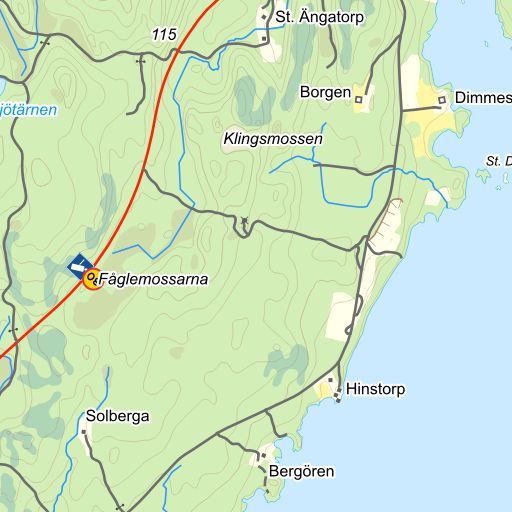 St. Ängatorp
115
Borgen
Dimmes
jötärnen
Klingsmossen
St. D
Fåglemossarna
Hinstorp
Solberga
Bergören